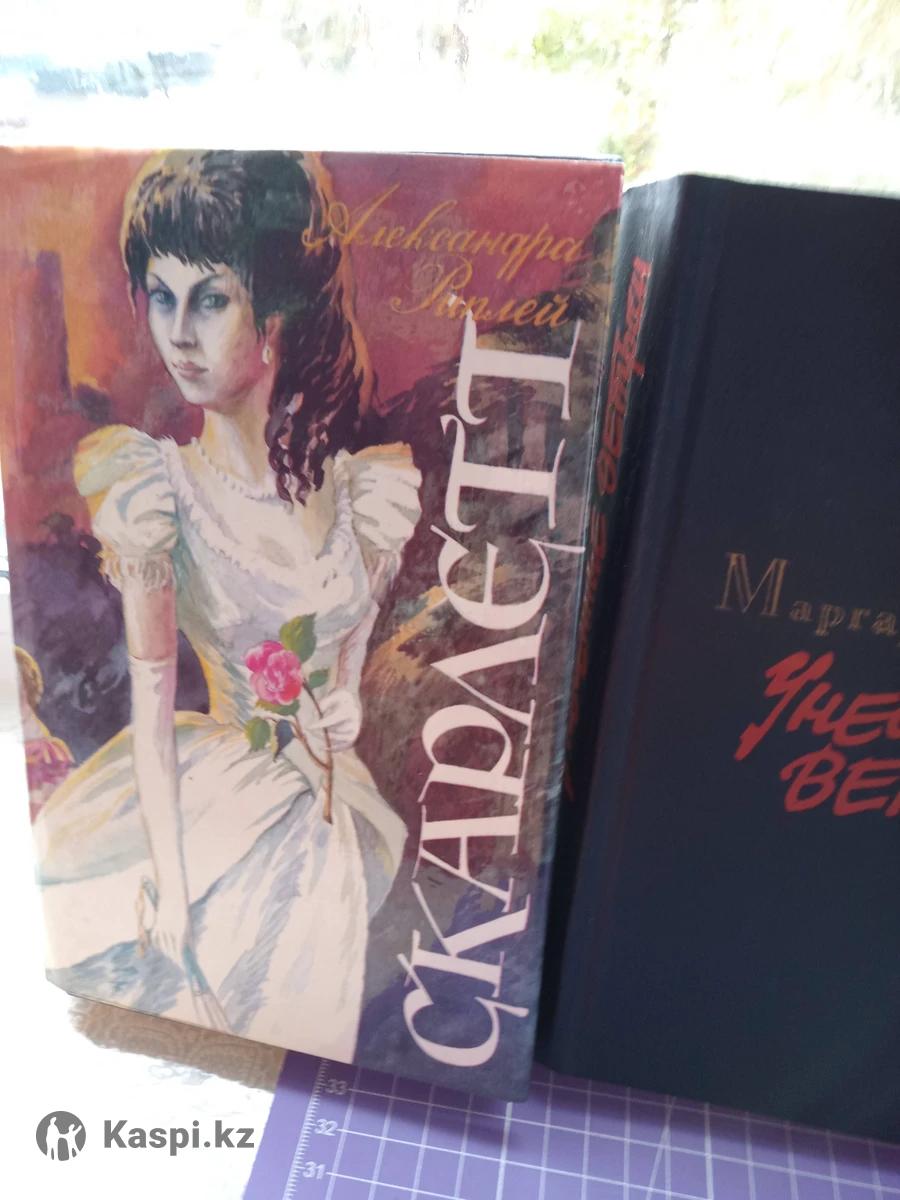 Александра
Риплей
СКАРЛЕТТ
Марга
УНЕС
ВЕ
33
32
31
Kaspi.kz